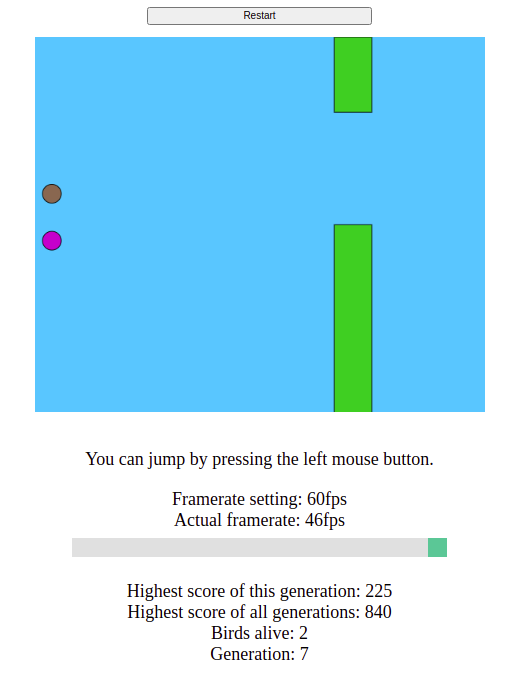 Restart
You can jump by pressing the left mouse button.
Framerate setting: 60fps
Actual framerate: 46fps
Highest score of this generation: 225
Highest score of all generations: 840
Birds alive: 2
Generation: 7